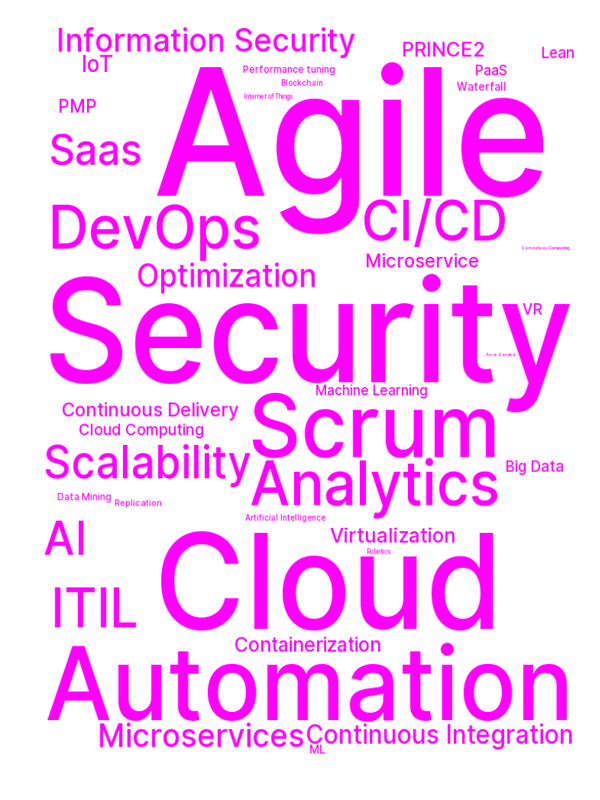 Information Security
PRINCE2
Lean
IoT
Performance tuning
PaaS
Blockchain
Waterfall
Internet of Things
PMP
Agile
Saas
DevOps
CI/CD
Serverless Computing
Microservice
Optimization
VR
Security
Machine Learning
Continuous Delivery
Scrum
Cloud Computing
Scalability
Analytics
Big Data
Data Mining
Replication
Artificial Intelligence
AI
Virtualization
Robotics
Cloud
ITIL
Containerization
Automation
Microservices
Continuous Integration
ML